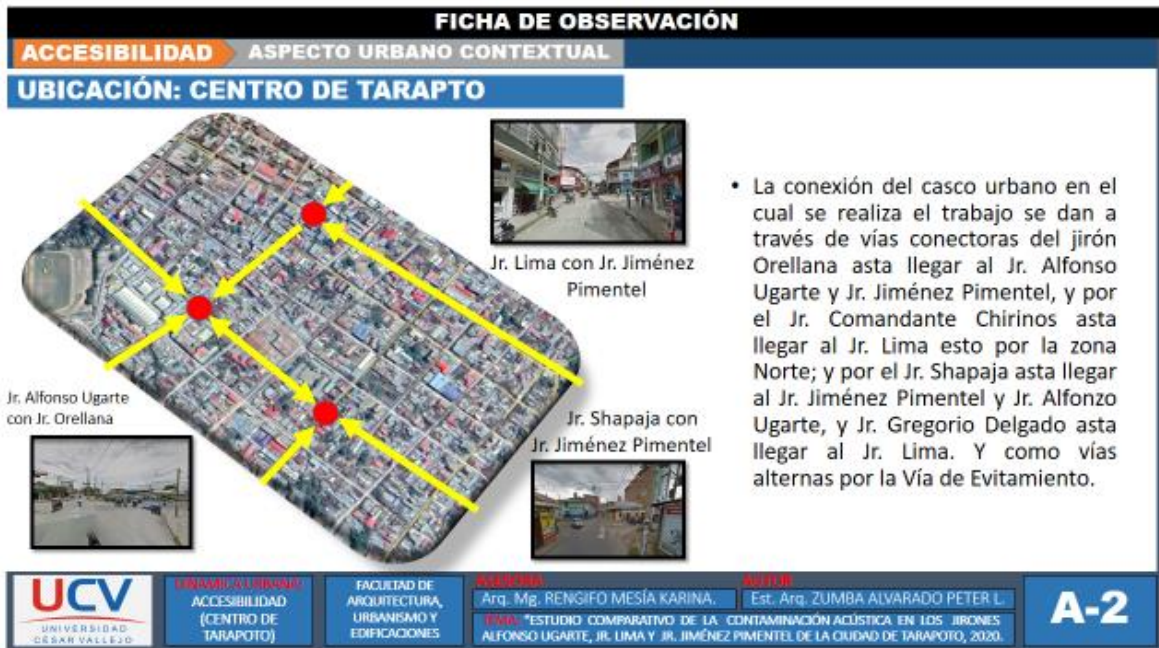 FICHA DE OBSERVACIÓN
ACCESIBILIDAD
ASPECTO URBANO CONTEXTUAL
UBICACIÓN: CENTRO DE TARAPTO
Jr. Lima con Jr. Jiménez
Pimentel
Jr. Alfonso Ugarte
con Jr. Orellana
Jr. Shapaja con
Jr. Jiménez Pimentel
• La conexión del casco urbano en el
cual se realiza el trabajo se dan a
través de vías conectoras del jirón
Orellana asta llegar al Jr. Alfonso
Ugarte y Jr. Jiménez Pimentel, y por
el Jr. Comandante Chirinos asta
llegar al Jr. Lima esto por la zona
Norte; y por el Jr. Shapaja asta llegar
al Jr. Jiménez Pimentel y Jr. Alfonzo
Ugarte, y Jr. Gregorio Delgado asta
llegar al Jr. Lima. Y como vías
alternas por la Vía de Evitamiento.
UCV
UNIVERSIDAD
CÉSAR VALLEJO
DINAMICA URBANA:
ACCESIBILIDAD
(CENTRO DE
TARAPOTO)
FACULTAD DE
ARQUITECTURA,
URBANISMO Y
EDIFICACIONES
ASESORA
Arq. Mg. RENGIFO MESÍA KARINA.
AUTOR
Est. Arq. ZUMBA ALVARADO PETER L.
TEMA: "ESTUDIO COMPARATIVO DE LA CONTAMINACIÓN ACÚSTICA EN LOS JIRONES
ALFONSO UGARTE, JR. LIMA Y JR. JIMÉNEZ PIMENTEL DE LA CIUDAD DE TARAPOTO, 2020.
A-2